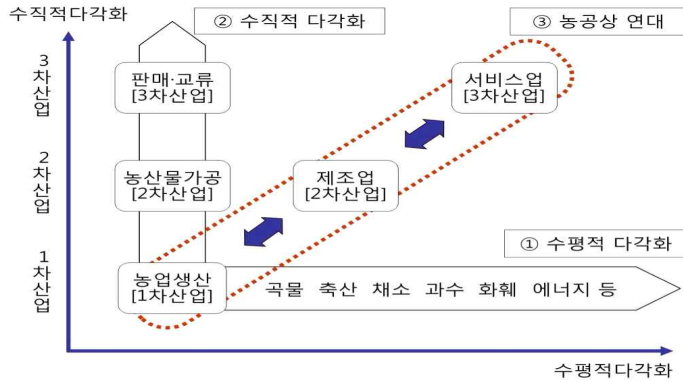 수직적다각화
② 수직적 다각화
③ 농공상 연대
3차산업
판매·교류
[3차산업]
서비스업
[3차산업]
2차산업
농산물가공
[2차산업]
제조업
[2차산업]
① 수평적 다각화
1차산업
농업생산
[1차산업]
곡물 축산 채소 과수 화훼 에너지 등
수평적다각화